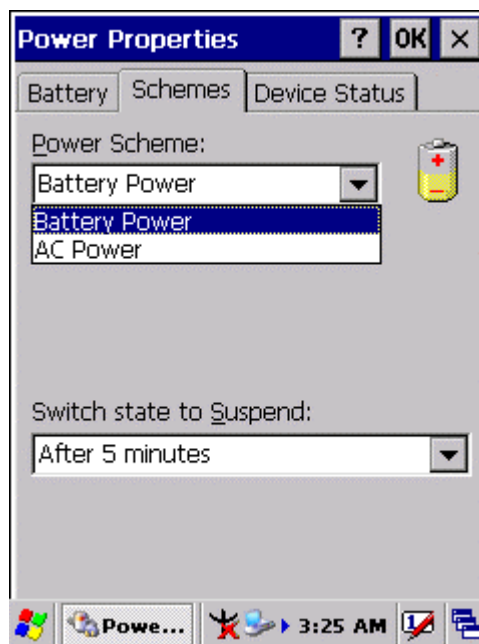 Power Properties ? OK ×
Battery Schemes Device Status
Power Scheme:
Battery Power
Battery Power
AC Power
Switch state to Suspend:
After 5 minutes
Powe... 3:25 AM